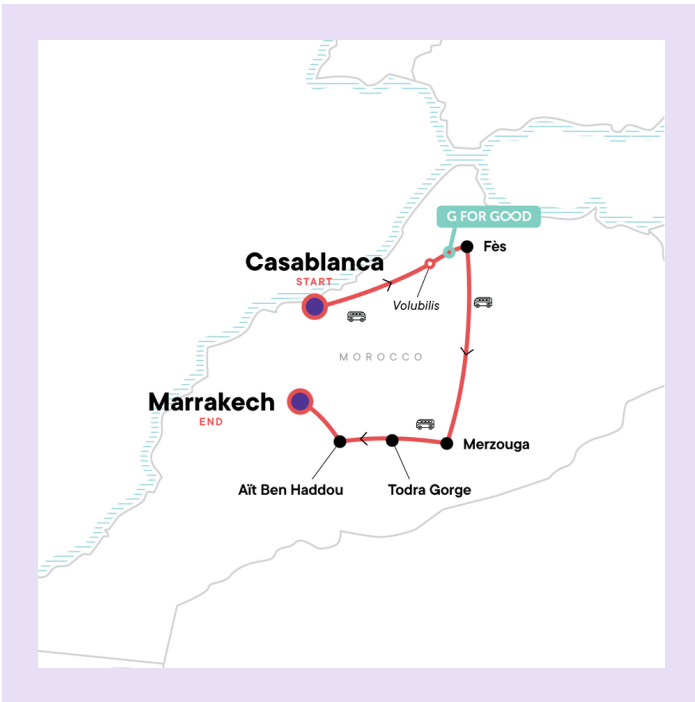 G FOR GOOD
Fès
Casablanca
START
Volubilis
MOROCCO
Marrakech
END
Merzouga
Aït Ben Haddou
Todra Gorge